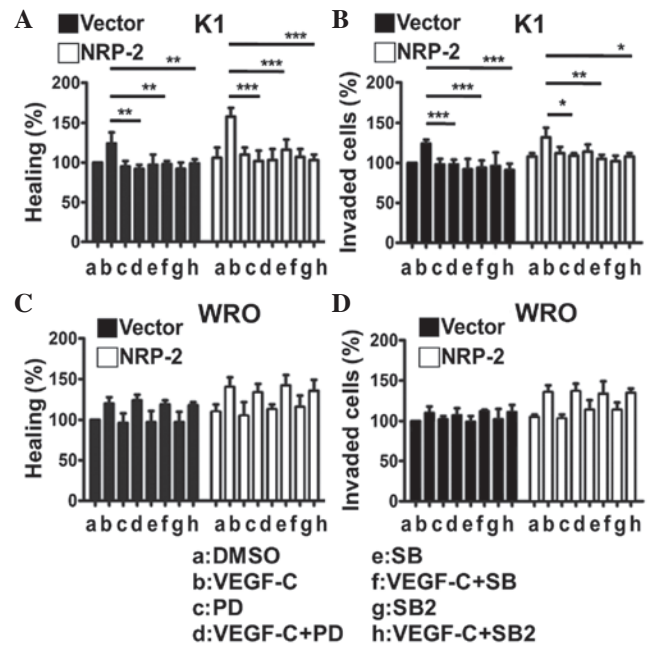 A
Vector
NRP-2
K1
**
**
**
***
***
***
Healing (%)
200
150
100
50
0
abcdefgh abcdefgh
B
Vector
NRP-2
K1
***
***
***
*
**
*
Invaded cells (%)
200
150
100
50
0
abcdefgh abcdefgh
C
Vector
NRP-2
WRO
Healing (%)
200
150
100
50
0
abcdefgh abcdefgh
D
Vector
NRP-2
WRO
Invaded cells (%)
200
150
100
50
0
abcdefgh abcdefgh
a:DMSO
b:VEGF-C
c:PD
d:VEGF-C+PD
e:SB
f:VEGF-C+SB
g:SB2
h:VEGF-C+SB2